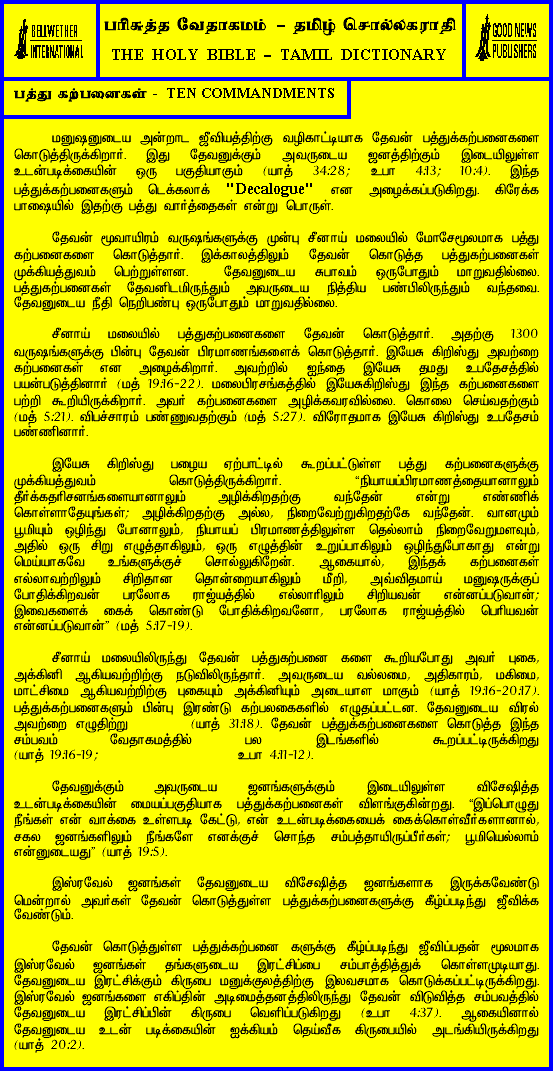 BELLWETHER
INTERNATIONAL
பரிசுத்த வேதாகமம் - தமிழ் சொல்லகராதி
THE HOLY BIBLE - TAMIL DICTIONARY
GOOD NEWS
PUBLISHERS
பத்து கற்பனைகள் - TEN COMMANDMENTS
மனுஷனுடைய அன்றாட ஜீவியத்திற்கு வழிகாட்டியாக தேவன் பத்துக்கற்பனைகளை
கொடுத்திருக்கிறார். இது தேவனுக்கும் அவருடைய ஜனத்திற்கும் இடையிலுள்ள
உடன்படிக்கையின் ஒரு பகுதியாகும் (யாத் 34:28; உபா 4:13; 10:4). இந்த
பத்துக்கற்பனைகளும் டெக்கலாக் "Decalogue" என அழைக்கப்படுகிறது. கிரேக்க
பாஷையில் இதற்கு பத்து வார்த்தைகள் என்று பொருள்.
தேவன் மூவாயிரம் வருஷங்களுக்கு முன்பு சீனாய் மலையில் மோசேமூலமாக பத்து
கற்பனைகளை கொடுத்தார். இக்காலத்திலும் தேவன் கொடுத்த பத்துகற்பனைகள்
முக்கியத்துவம் பெற்றுள்ளன. தேவனுடைய சுபாவம் ஒருபோதும் மாறுவதில்லை.
பத்துகற்பனைகள் தேவனிடமிருந்தும் அவருடைய நித்திய பண்பிலிருந்தும் வந்தவை.
தேவனுடைய நீதி நெறிபண்பு ஒருபோதும் மாறுவதில்லை.
சீனாய் மலையில் பத்துகற்பனைகளை தேவன் கொடுத்தார். அதற்கு 1300
வருஷங்களுக்கு பின்பு தேவன் பிரமாணங்களைக் கொடுத்தார். இயேசு கிறிஸ்து அவற்றை
கற்பனைகள் என அழைக்கிறார். அவற்றில் ஐந்தை இயேசு தமது உபதேசத்தில்
பயன்படுத்தினார் (மத் 19:16-22). மலைபிரசங்கத்தில் இயேசுகிறிஸ்து இந்த கற்பனைகளை
பற்றி கூறியிருக்கிறார். அவர் கற்பனைகளை அழிக்கவரவில்லை. கொலை செய்வதற்கும்
(மத் 5:21). விபச்சாரம் பண்ணுவதற்கும் (மத் 5:27). விரோதமாக இயேசு கிறிஸ்து உபதேசம்
பண்ணினார்.
இயேசு கிறிஸ்து பழைய ஏற்பாட்டில் கூறப்பட்டுள்ள பத்து கற்பனைகளுக்கு
முக்கியத்துவம் கொடுத்திருக்கிறார். “நியாயப்பிரமாணத்தையானாலும்
தீர்க்கதரிசனங்களையானாலும் அழிக்கிறதற்கு வந்தேன் என்று எண்ணிக்
கொள்ளாதேயுங்கள்; அழிக்கிறதற்கு அல்ல, நிறைவேற்றுகிறதற்கே வந்தேன். வானமும்
பூமியும் ஒழிந்து போனாலும், நியாயப் பிரமாணத்திலுள்ள தெல்லாம் நிறைவேறுமளவும்,
அதில் ஒரு சிறு எழுத்தாகிலும், ஒரு எழுத்தின் உறுப்பாகிலும் ஒழிந்துபோகாது என்று
மெய்யாகவே உங்களுக்குச் சொல்லுகிறேன். ஆகையால், இந்தக் கற்பனைகள்
எல்லாவற்றிலும் சிறிதான தொன்றையாகிலும் மீறி, அவ்விதமாய் மனுஷருக்குப்
போதிக்கிறவன் பரலோக ராஜ்யத்தில் எல்லாரிலும் சிறியவன் என்னப்படுவான்;
இவைகளைக் கைக் கொண்டு போதிக்கிறவனோ, பரலோக ராஜ்யத்தில் பெரியவன்
என்னப்படுவான்” (மத் 5:17-19).
சீனாய் மலையிலிருந்து தேவன் பத்துகற்பனை களை கூறியபோது அவர் புகை,
அக்கினி ஆகியவற்றிற்கு நடுவிலிருந்தார். அவருடைய வல்லமை, அதிகாரம், மகிமை,
மாட்சிமை ஆகியவற்றிற்கு புகையும் அக்கினியும் அடையாள மாகும் (யாத் 19:16-20:17).
பத்துகற்பனைகளும் பின்பு இரண்டு கற்பலகைகளில் எழுதப்பட்டன. தேவனுடைய விரல்
அவற்றை எழுதிற்று (யாத் 31:18). தேவன் பத்துகற்பனைகளை கொடுத்த இந்த
சம்பவம் வேதாகமத்தில் பல இடங்களில் கூறப்பட்டிருக்கிறது
(யாத் 19:16-19; உபா 4:11-12).
தேவனுக்கும் அவருடைய ஜனங்களுக்கும் இடையிலுள்ள விசேஷித்த
உடன்படிக்கையின் மையப்பகுதியாக பத்துக்கற்பனைகள் விளங்குகின்றது. “இப்பொழுது
நீங்கள் என் வாக்கை உள்ளபடி கேட்டு, என் உடன்படிக்கையைக் கைக்கொள்வீர்களானால்,
சகல ஜனங்களிலும் நீங்களே எனக்குச் சொந்த சம்பத்தாயிருப்பீர்கள்; பூமியெல்லாம்
என்னுடையது” (யாத் 19:5).
இஸ்ரவேல் ஜனங்கள் தேவனுடைய விசேஷித்த ஜனங்களாக இருக்கவேண்டு
மென்றால் அவர்கள் தேவன் கொடுத்துள்ள பத்துக்கற்பனைகளுக்கு கீழ்ப்படிந்து ஜீவிக்க
வேண்டும்.
தேவன் கொடுத்துள்ள பத்துக்கற்பனை களுக்கு கீழ்ப்படிந்து ஜீவிப்பதன் மூலமாக
இஸ்ரவேல் ஜனங்கள் தங்களுடைய இரட்சிப்பை சம்பாத்தித்துக் கொள்ளமுடியாது.
தேவனுடைய இரட்சிக்கும் கிருபை மனுக்குலத்திற்கு இலவசமாக கொடுக்கப்பட்டிருக்கிறது.
இஸ்ரவேல் ஜனங்களை எகிப்தின் அடிமைத்தனத்திலிருந்து தேவன் விடுவித்த சம்பவத்தில்
தேவனுடைய இரட்சிப்பின் கிருபை வெளிப்படுகிறது (உபா 4:37). ஆகையினால்
தேவனுடைய உடன் படிக்கையின் ஐக்கியம் தெய்வீக கிருபையில் அடங்கியிருக்கிறது
(யாத் 20:2).